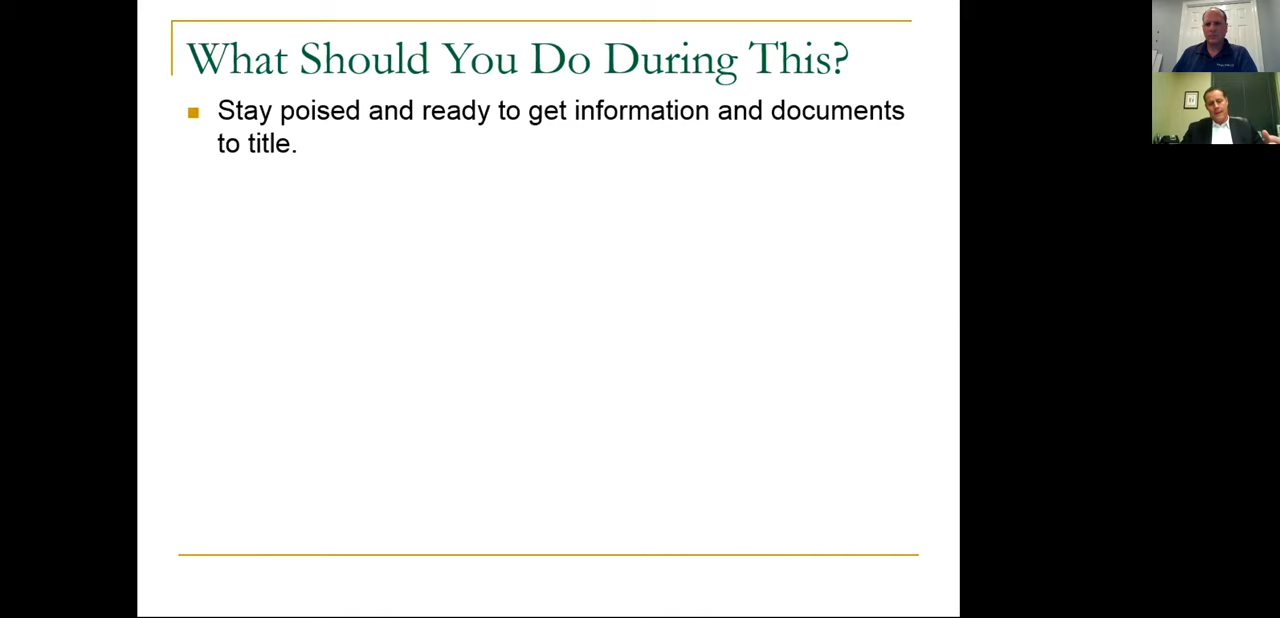 What Should You Do During This?
Stay poised and ready to get information and documents
to title.